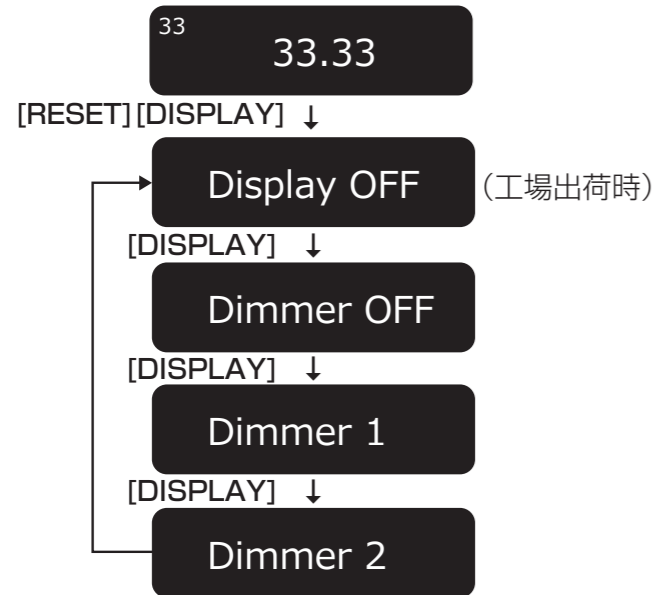 33
33.33
[RESET][DISPLAY] ↓
Display OFF (工場出荷時)
[DISPLAY] ↓
Dimmer OFF
[DISPLAY] ↓
Dimmer 1
[DISPLAY] ↓
Dimmer 2